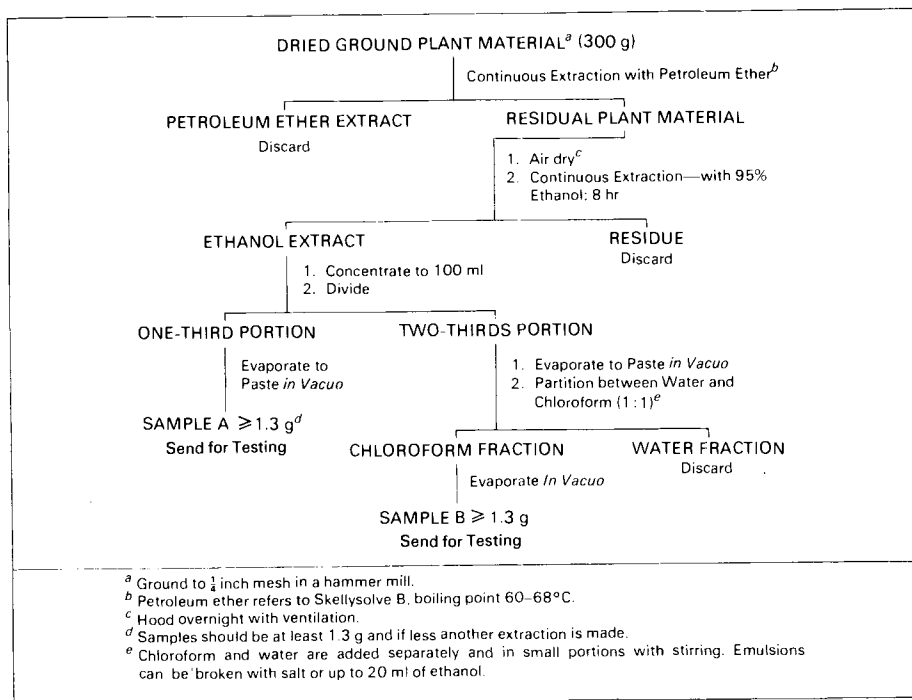 DRIED GROUND PLANT MATERIALᵃ (300 g)
Continuous Extraction with Petroleum Etherᵇ
PETROLEUM ETHER EXTRACT
Discard
RESIDUAL PLANT MATERIAL
1. Air dryᶜ
2. Continuous Extraction—with 95%
Ethanol; 8 hr
ETHANOL EXTRACT
RESIDUE
Discard
1. Concentrate to 100 ml
2. Divide
ONE-THIRD PORTION
TWO-THIRDS PORTION
Evaporate to
Paste in Vacuo
1. Evaporate to Paste in Vacuo
2. Partition between Water and
Chloroform (1:1)ᵉ
SAMPLE A ⩾ 1.3 gᵈ
Send for Testing
CHLOROFORM FRACTION
WATER FRACTION
Discard
Evaporate In Vacuo
SAMPLE B ⩾ 1.3 g
Send for Testing
ᵃ Ground to ¼ inch mesh in a hammer mill.
ᵇ Petroleum ether refers to Skellysolve B, boiling point 60–68°C.
ᶜ Hood overnight with ventilation.
ᵈ Samples should be at least 1.3 g and if less another extraction is made.
ᵉ Chloroform and water are added separately and in small portions with stirring. Emulsions
can be broken with salt or up to 20 ml of ethanol.